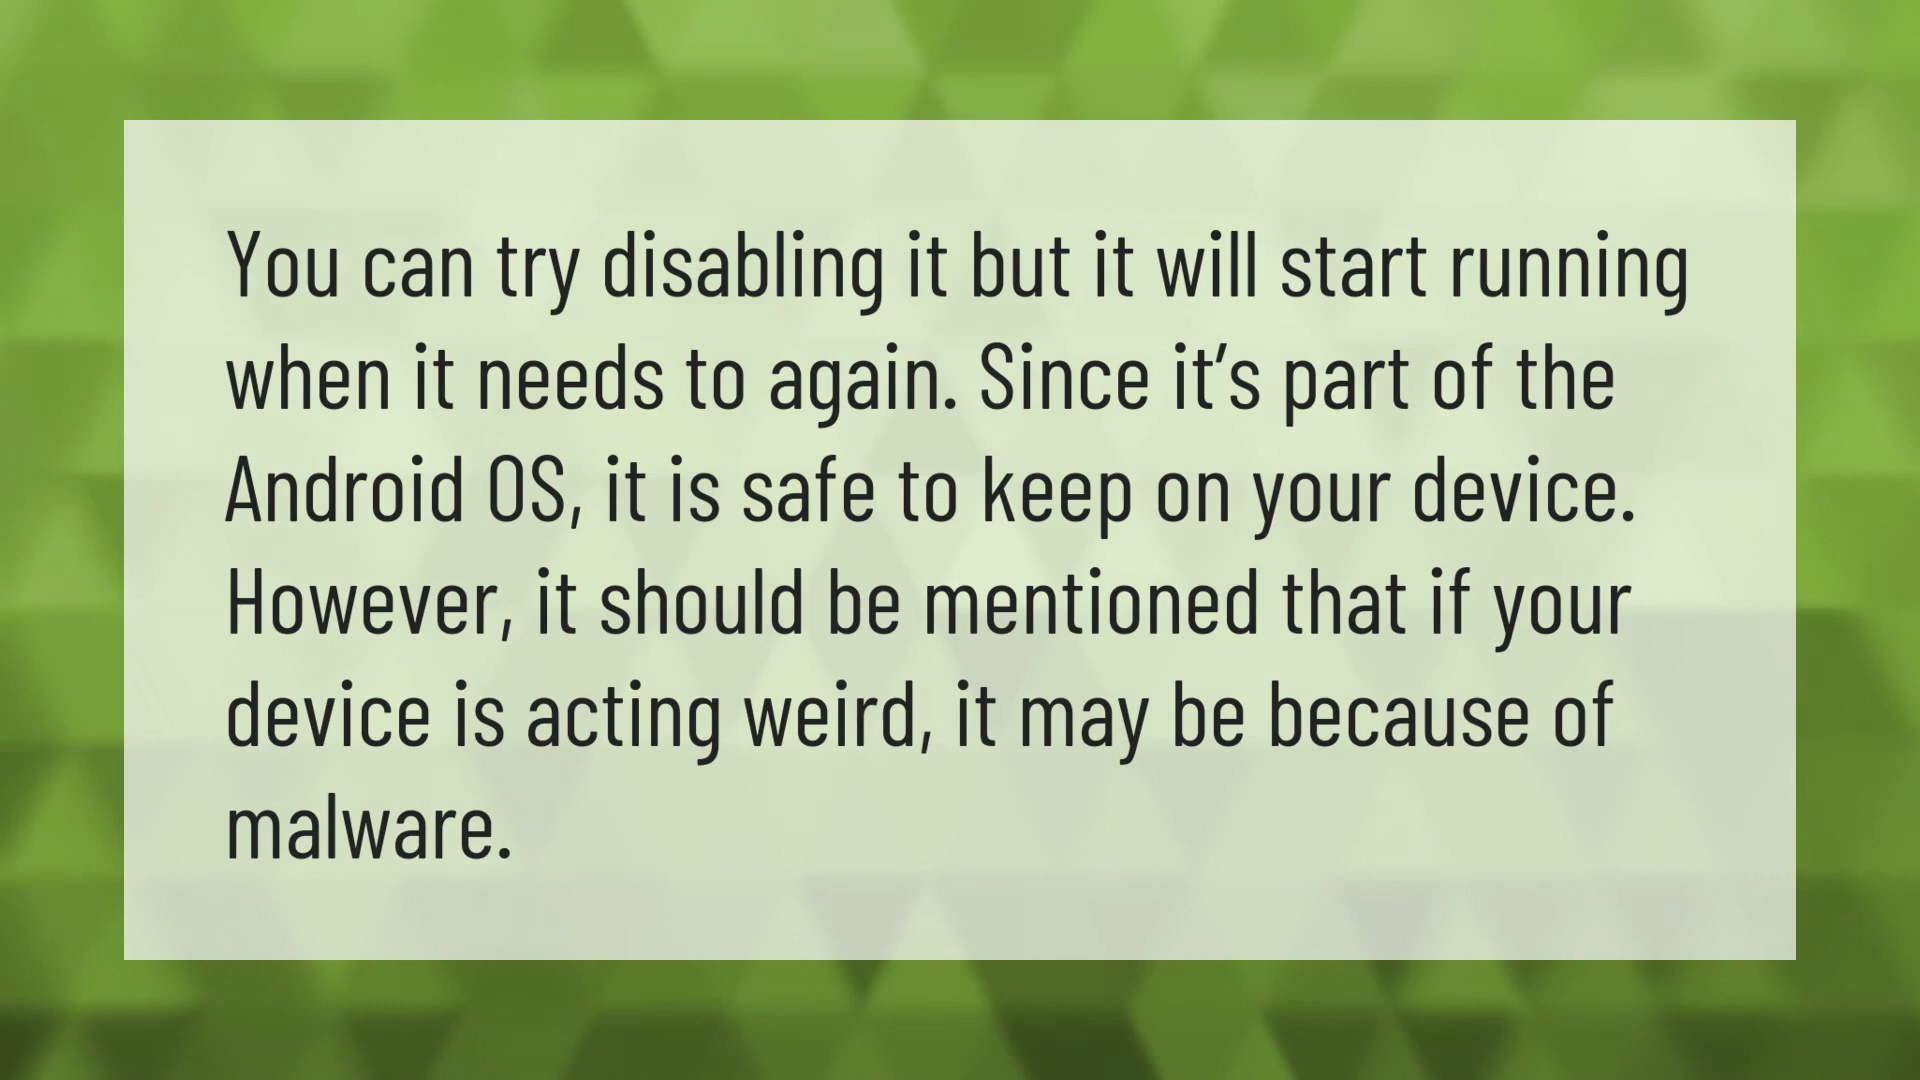 You can try disabling it but it will start running
when it needs to again. Since it’s part of the
Android OS, it is safe to keep on your device.
However, it should be mentioned that if your
device is acting weird, it may be because of
malware.